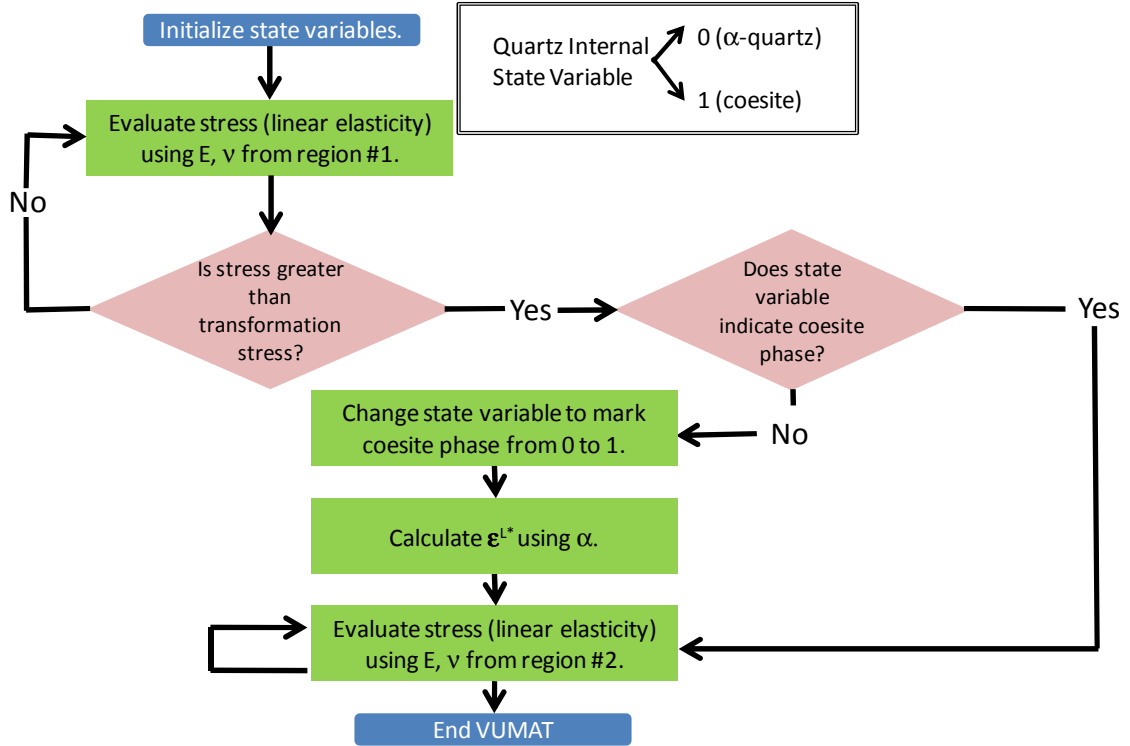 Initialize state variables.
Quartz Internal
State Variable
0 (α-quartz)
1 (coesite)
Evaluate stress (linear elasticity)
using E, ν from region #1.
No
Is stress greater
than
transformation
stress?
Yes
Does state
variable
indicate coesite
phase?
Yes
No
Change state variable to mark
coesite phase from 0 to 1.
Calculate ε^L* using α.
Evaluate stress (linear elasticity)
using E, ν from region #2.
End VUMAT